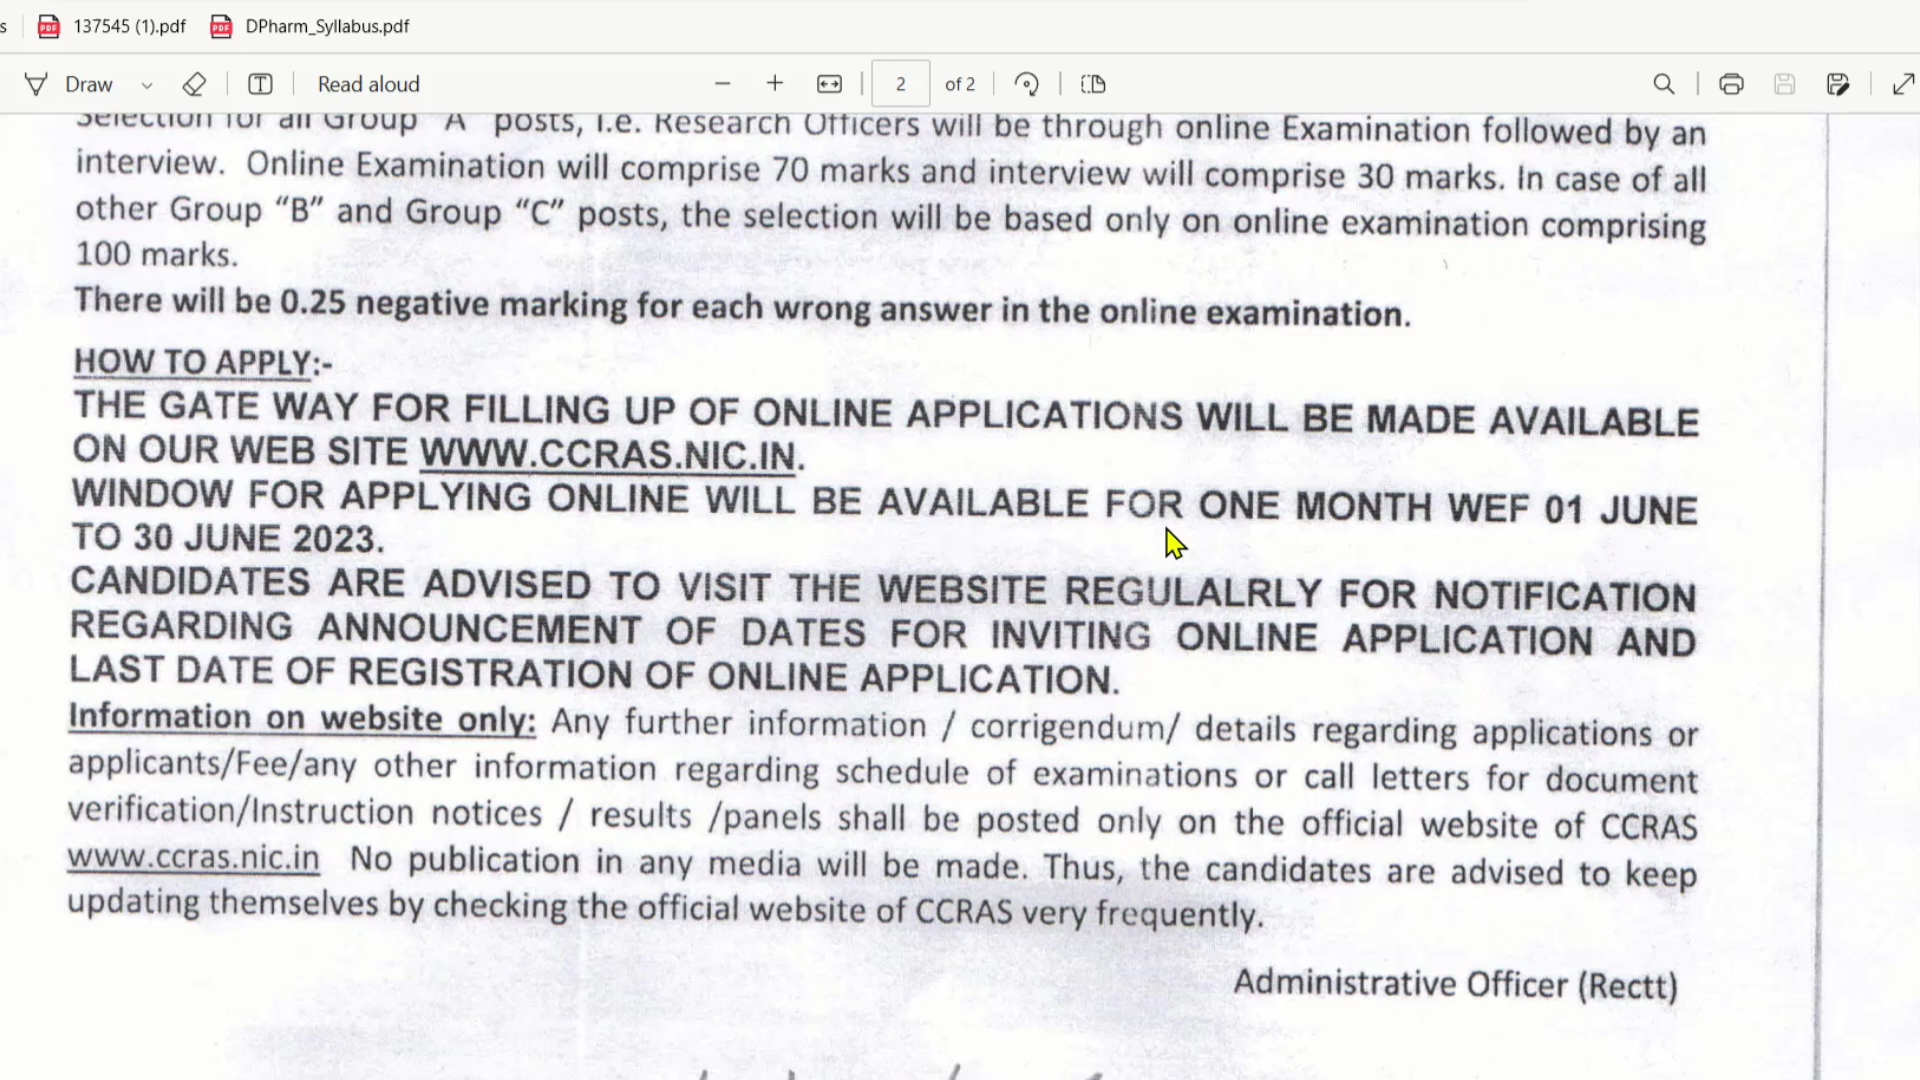 s 137545 (1).pdf DPharm_Syllabus.pdf
Draw Read aloud 2 of 2
Selection for all Group "A" posts, i.e. Research Officers will be through online Examination followed by an
interview. Online Examination will comprise 70 marks and interview will comprise 30 marks. In case of all
other Group "B" and Group "C" posts, the selection will be based only on online examination comprising
100 marks.
There will be 0.25 negative marking for each wrong answer in the online examination.
HOW TO APPLY:-
THE GATE WAY FOR FILLING UP OF ONLINE APPLICATIONS WILL BE MADE AVAILABLE
ON OUR WEB SITE WWW.CCRAS.NIC.IN.
WINDOW FOR APPLYING ONLINE WILL BE AVAILABLE FOR ONE MONTH WEF 01 JUNE
TO 30 JUNE 2023.
CANDIDATES ARE ADVISED TO VISIT THE WEBSITE REGULALRLY FOR NOTIFICATION
REGARDING ANNOUNCEMENT OF DATES FOR INVITING ONLINE APPLICATION AND
LAST DATE OF REGISTRATION OF ONLINE APPLICATION.
Information on website only: Any further information / corrigendum/ details regarding applications or
applicants/Fee/any other information regarding schedule of examinations or call letters for document
verification/Instruction notices / results /panels shall be posted only on the official website of CCRAS
www.ccras.nic.in No publication in any media will be made. Thus, the candidates are advised to keep
updating themselves by checking the official website of CCRAS very frequently.
Administrative Officer (Rectt)